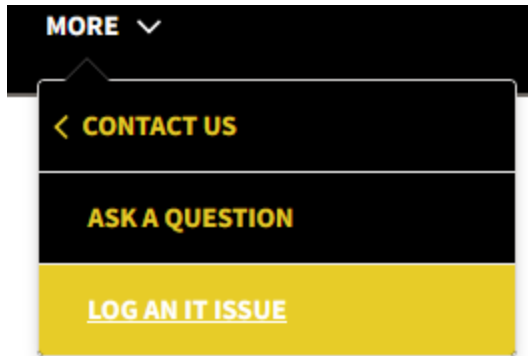 MORE
CONTACT US
ASK A QUESTION
LOG AN IT ISSUE